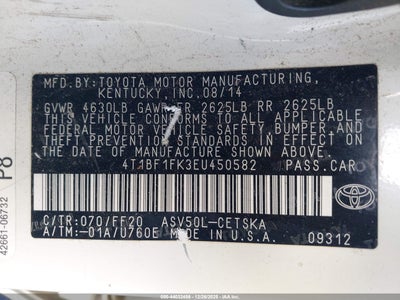 MFD.BY:TOYOTA MOTOR MANUFACTURING,
KENTUCKY,INC.08/14
GVWR 4630LB GAWR FR 2625LB RR 2625LB
THIS VEHICLE CONFORMS TO ALL APPLICABLE
FEDERAL MOTOR VEHICLE SAFETY, BUMPER, AND
THEFT PREVENTION STANDARDS IN EFFECT ON
THE DATE OF MANUFACTURE SHOWN ABOVE.
4T1BF1FK3EU450582 PASS.CAR
C/TR:070/FF20 ASV50L-CETSKA
A/TM:-01A/U760E MADE IN U.S.A. 09312
TOYOTA
P8
42661-06732